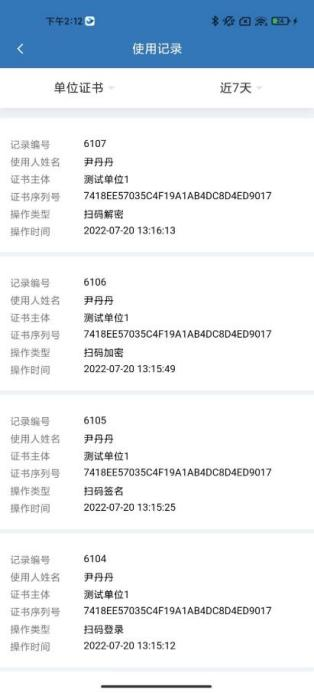 下午2:12
使用记录
单位证书 近7天
记录编号 6107
使用人姓名 尹丹丹
证书主体 测试单位1
证书序列号 7418EE57035C4F19A1AB4DC8D4ED9017
操作类型 扫码解密
操作时间 2022-07-20 13:16:13
记录编号 6106
使用人姓名 尹丹丹
证书主体 测试单位1
证书序列号 7418EE57035C4F19A1AB4DC8D4ED9017
操作类型 扫码加密
操作时间 2022-07-20 13:15:49
记录编号 6105
使用人姓名 尹丹丹
证书主体 测试单位1
证书序列号 7418EE57035C4F19A1AB4DC8D4ED9017
操作类型 扫码签名
操作时间 2022-07-20 13:15:25
记录编号 6104
使用人姓名 尹丹丹
证书主体 测试单位1
证书序列号 7418EE57035C4F19A1AB4DC8D4ED9017
操作类型 扫码登录
操作时间 2022-07-20 13:15:12